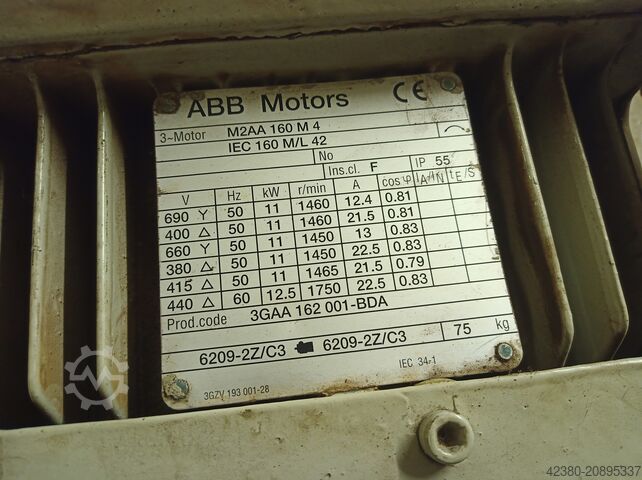 ABB Motors CE
3~Motor M2AA 160 M 4
IEC 160 M/L 42
No
Ins.cl. F IP 55
V Hz kW r/min A cos φ IA/IN tE/S
690 Y 50 11 1460 12.4 0.81
400 Δ 50 11 1460 21.5 0.81
660 Y 50 11 1450 13 0.83
380 Δ 50 11 1450 22.5 0.83
415 Δ 50 11 1465 21.5 0.79
440 Δ 60 12.5 1750 22.5 0.83
Prod.code 3GAA 162 001-BDA
6209-2Z/C3 6209-2Z/C3 75 kg
3GZV 193 001-28 IEC 34-1
42380-20895337